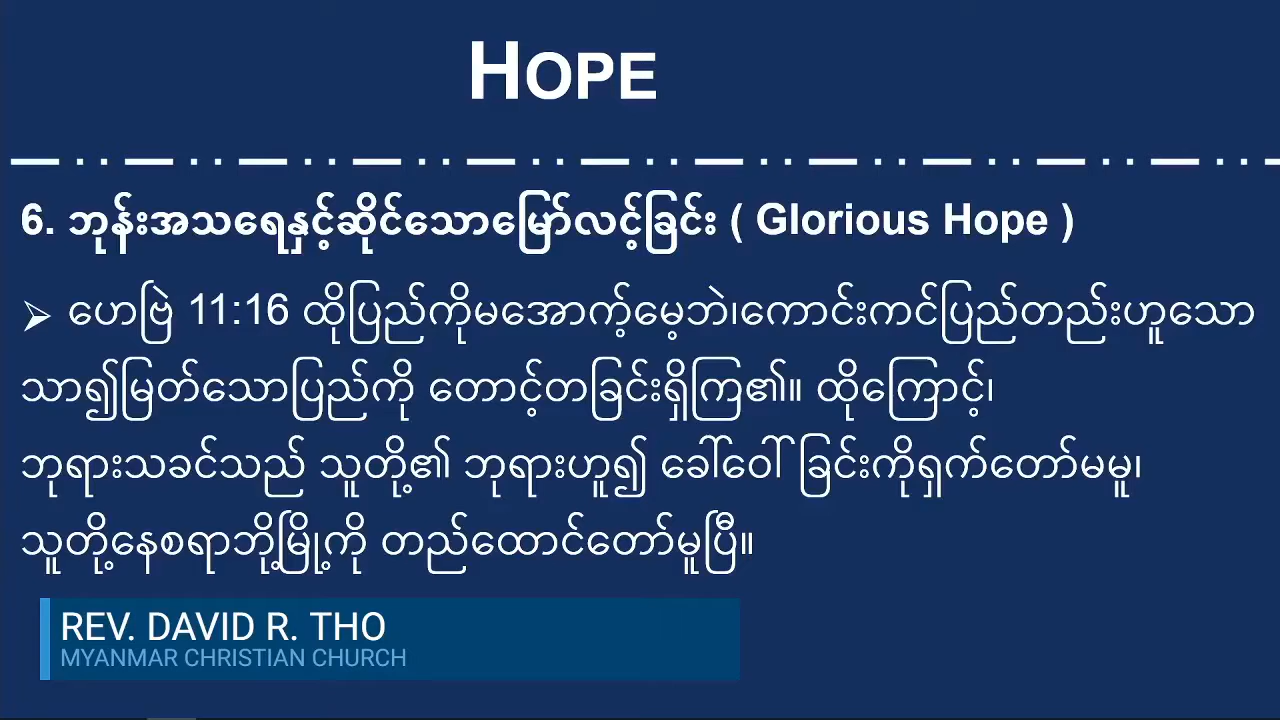 HOPE
6. ဘုန်းအသရေနှင့်ဆိုင်သောမြော်လင့်ခြင်း ( Glorious Hope )
➢ ဟေဗြဲ 11:16 ထိုပြည်ကိုမအောက့်မေ့ဘဲ၊ကောင်းကင်ပြည်တည်းဟူသော
သာ၍မြတ်သောပြည်ကို တောင့်တခြင်းရှိကြ၏။ ထိုကြောင့်၊
ဘုရားသခင်သည် သူတို့၏ ဘုရားဟူ၍ ခေါ်ဝေါ်ခြင်းကိုရှက်တော်မမူ၊
သူတို့နေစရာဘို့မြို့ကို တည်ထောင်တော်မူပြီ။
REV. DAVID R. THO
MYANMAR CHRISTIAN CHURCH